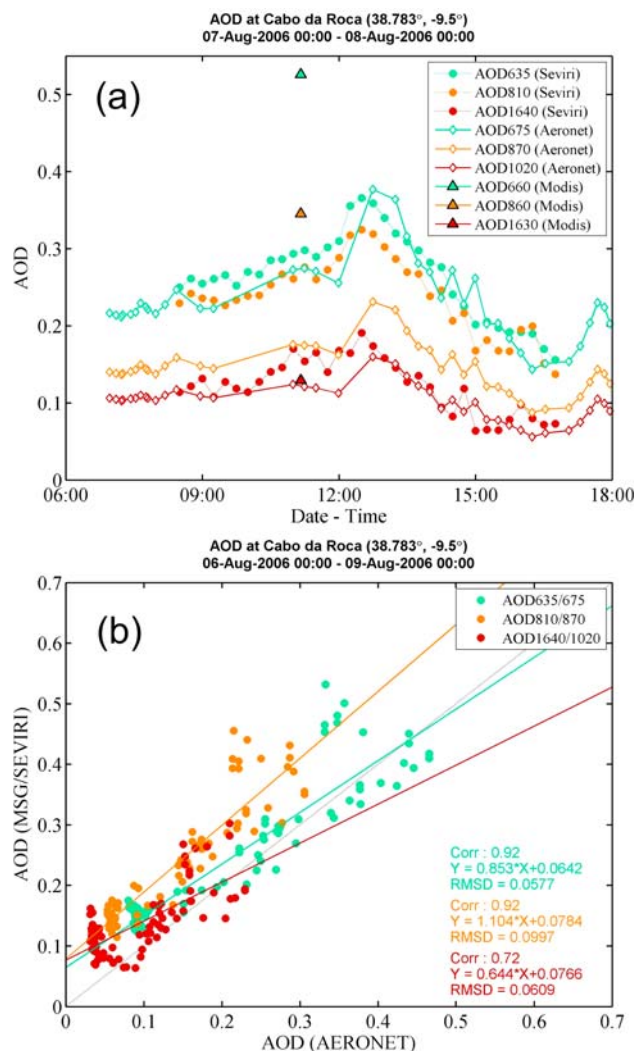 AOD at Cabo da Roca (38.783°, -9.5°)
07-Aug-2006 00:00 - 08-Aug-2006 00:00
(a)
AOD635 (Seviri)
AOD810 (Seviri)
AOD1640 (Seviri)
AOD675 (Aeronet)
AOD870 (Aeronet)
AOD1020 (Aeronet)
AOD660 (Modis)
AOD860 (Modis)
AOD1630 (Modis)
AOD
0.5
0.4
0.3
0.2
0.1
0
06:00 09:00 12:00 15:00 18:00
Date - Time
AOD at Cabo da Roca (38.783°, -9.5°)
06-Aug-2006 00:00 - 09-Aug-2006 00:00
(b)
AOD635/675
AOD810/870
AOD1640/1020
AOD (MSG/SEVIRI)
0.7
0.6
0.5
0.4
0.3
0.2
0.1
0
Corr : 0.92
Y = 0.853*X+0.0642
RMSD = 0.0577
Corr : 0.92
Y = 1.104*X+0.0784
RMSD = 0.0997
Corr : 0.72
Y = 0.644*X+0.0766
RMSD = 0.0609
0 0.1 0.2 0.3 0.4 0.5 0.6 0.7
AOD (AERONET)